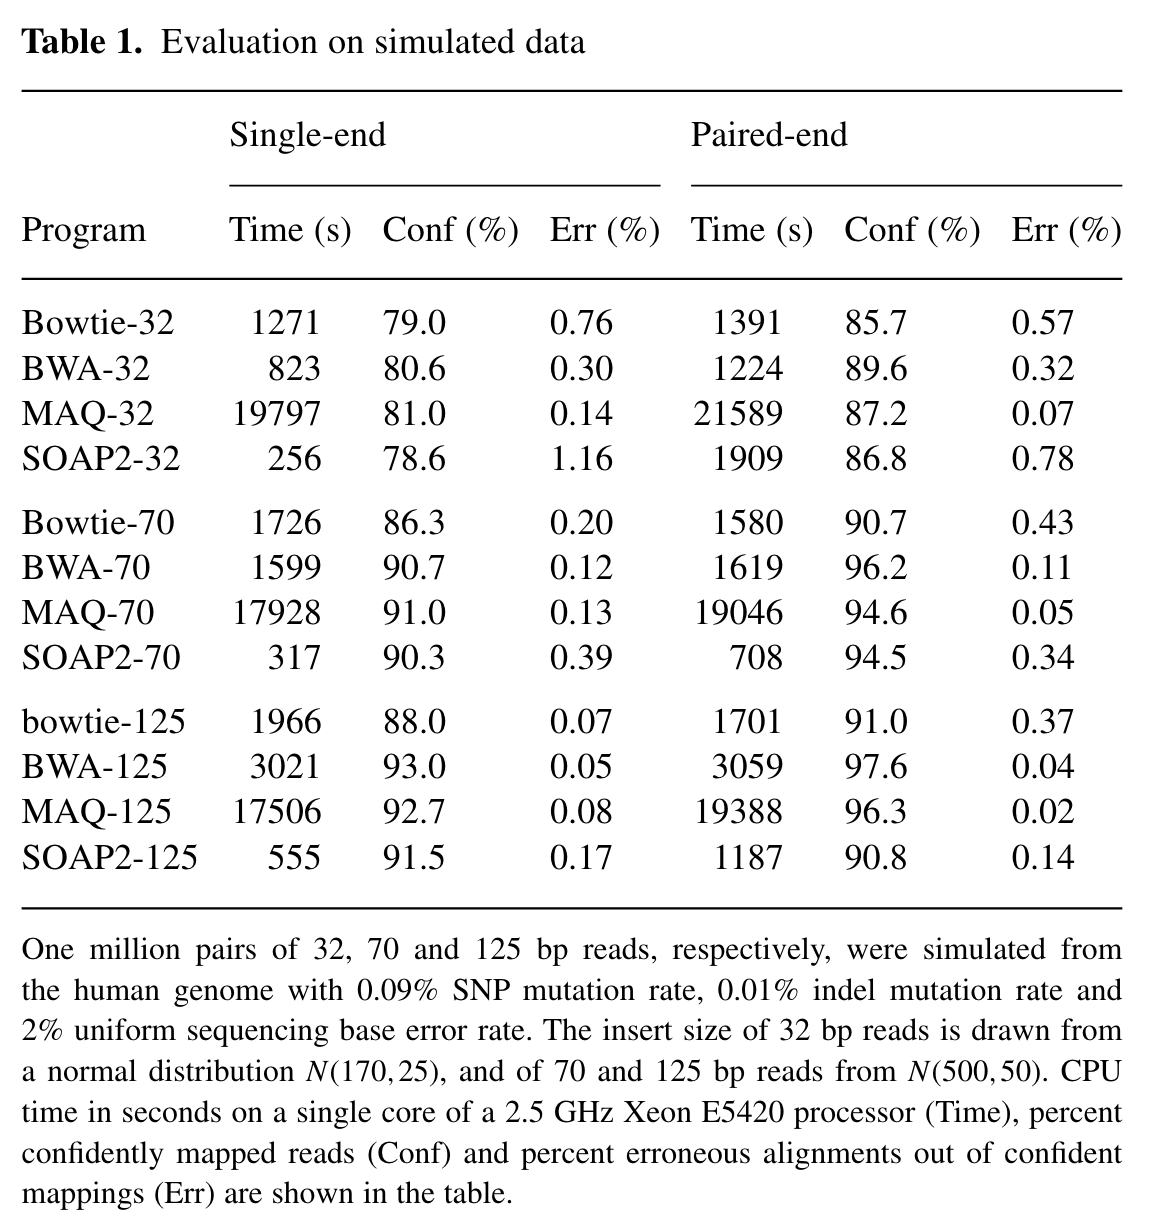 Table 1. Evaluation on simulated data
Single-end Paired-end
Program Time (s) Conf (%) Err (%) Time (s) Conf (%) Err (%)
Bowtie-32 1271 79.0 0.76 1391 85.7 0.57
BWA-32 823 80.6 0.30 1224 89.6 0.32
MAQ-32 19797 81.0 0.14 21589 87.2 0.07
SOAP2-32 256 78.6 1.16 1909 86.8 0.78
Bowtie-70 1726 86.3 0.20 1580 90.7 0.43
BWA-70 1599 90.7 0.12 1619 96.2 0.11
MAQ-70 17928 91.0 0.13 19046 94.6 0.05
SOAP2-70 317 90.3 0.39 708 94.5 0.34
bowtie-125 1966 88.0 0.07 1701 91.0 0.37
BWA-125 3021 93.0 0.05 3059 97.6 0.04
MAQ-125 17506 92.7 0.08 19388 96.3 0.02
SOAP2-125 555 91.5 0.17 1187 90.8 0.14
One million pairs of 32, 70 and 125 bp reads, respectively, were simulated from
the human genome with 0.09% SNP mutation rate, 0.01% indel mutation rate and
2% uniform sequencing base error rate. The insert size of 32 bp reads is drawn from
a normal distribution N(170,25), and of 70 and 125 bp reads from N(500,50). CPU
time in seconds on a single core of a 2.5 GHz Xeon E5420 processor (Time), percent
confidently mapped reads (Conf) and percent erroneous alignments out of confident
mappings (Err) are shown in the table.